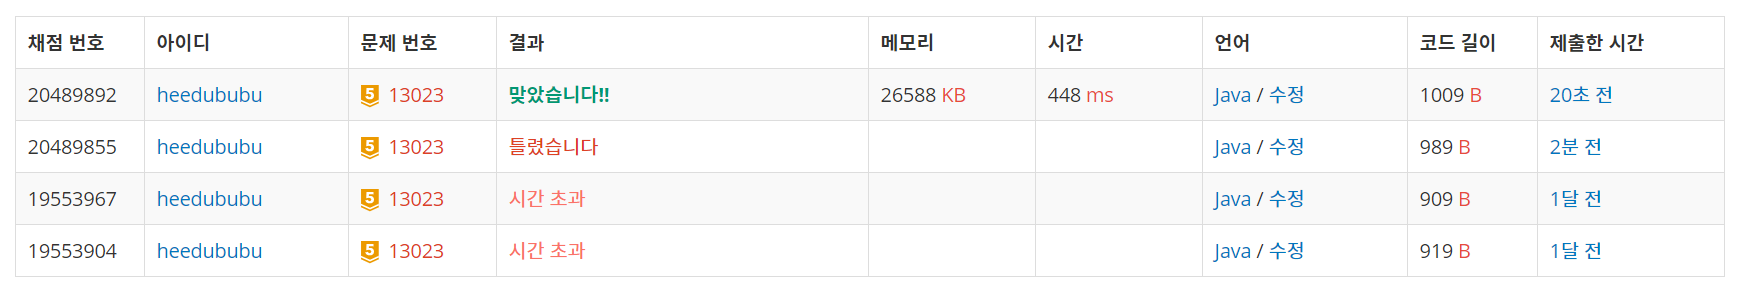 채점 번호 아이디 문제 번호 결과 메모리 시간 언어 코드 길이 제출한 시간
20489892 heedububu 5 13023 맞았습니다!! 26588 KB 448 ms Java / 수정 1009 B 20초 전
20489855 heedububu 5 13023 틀렸습니다 Java / 수정 989 B 2분 전
19553967 heedububu 5 13023 시간 초과 Java / 수정 909 B 1달 전
19553904 heedububu 5 13023 시간 초과 Java / 수정 919 B 1달 전